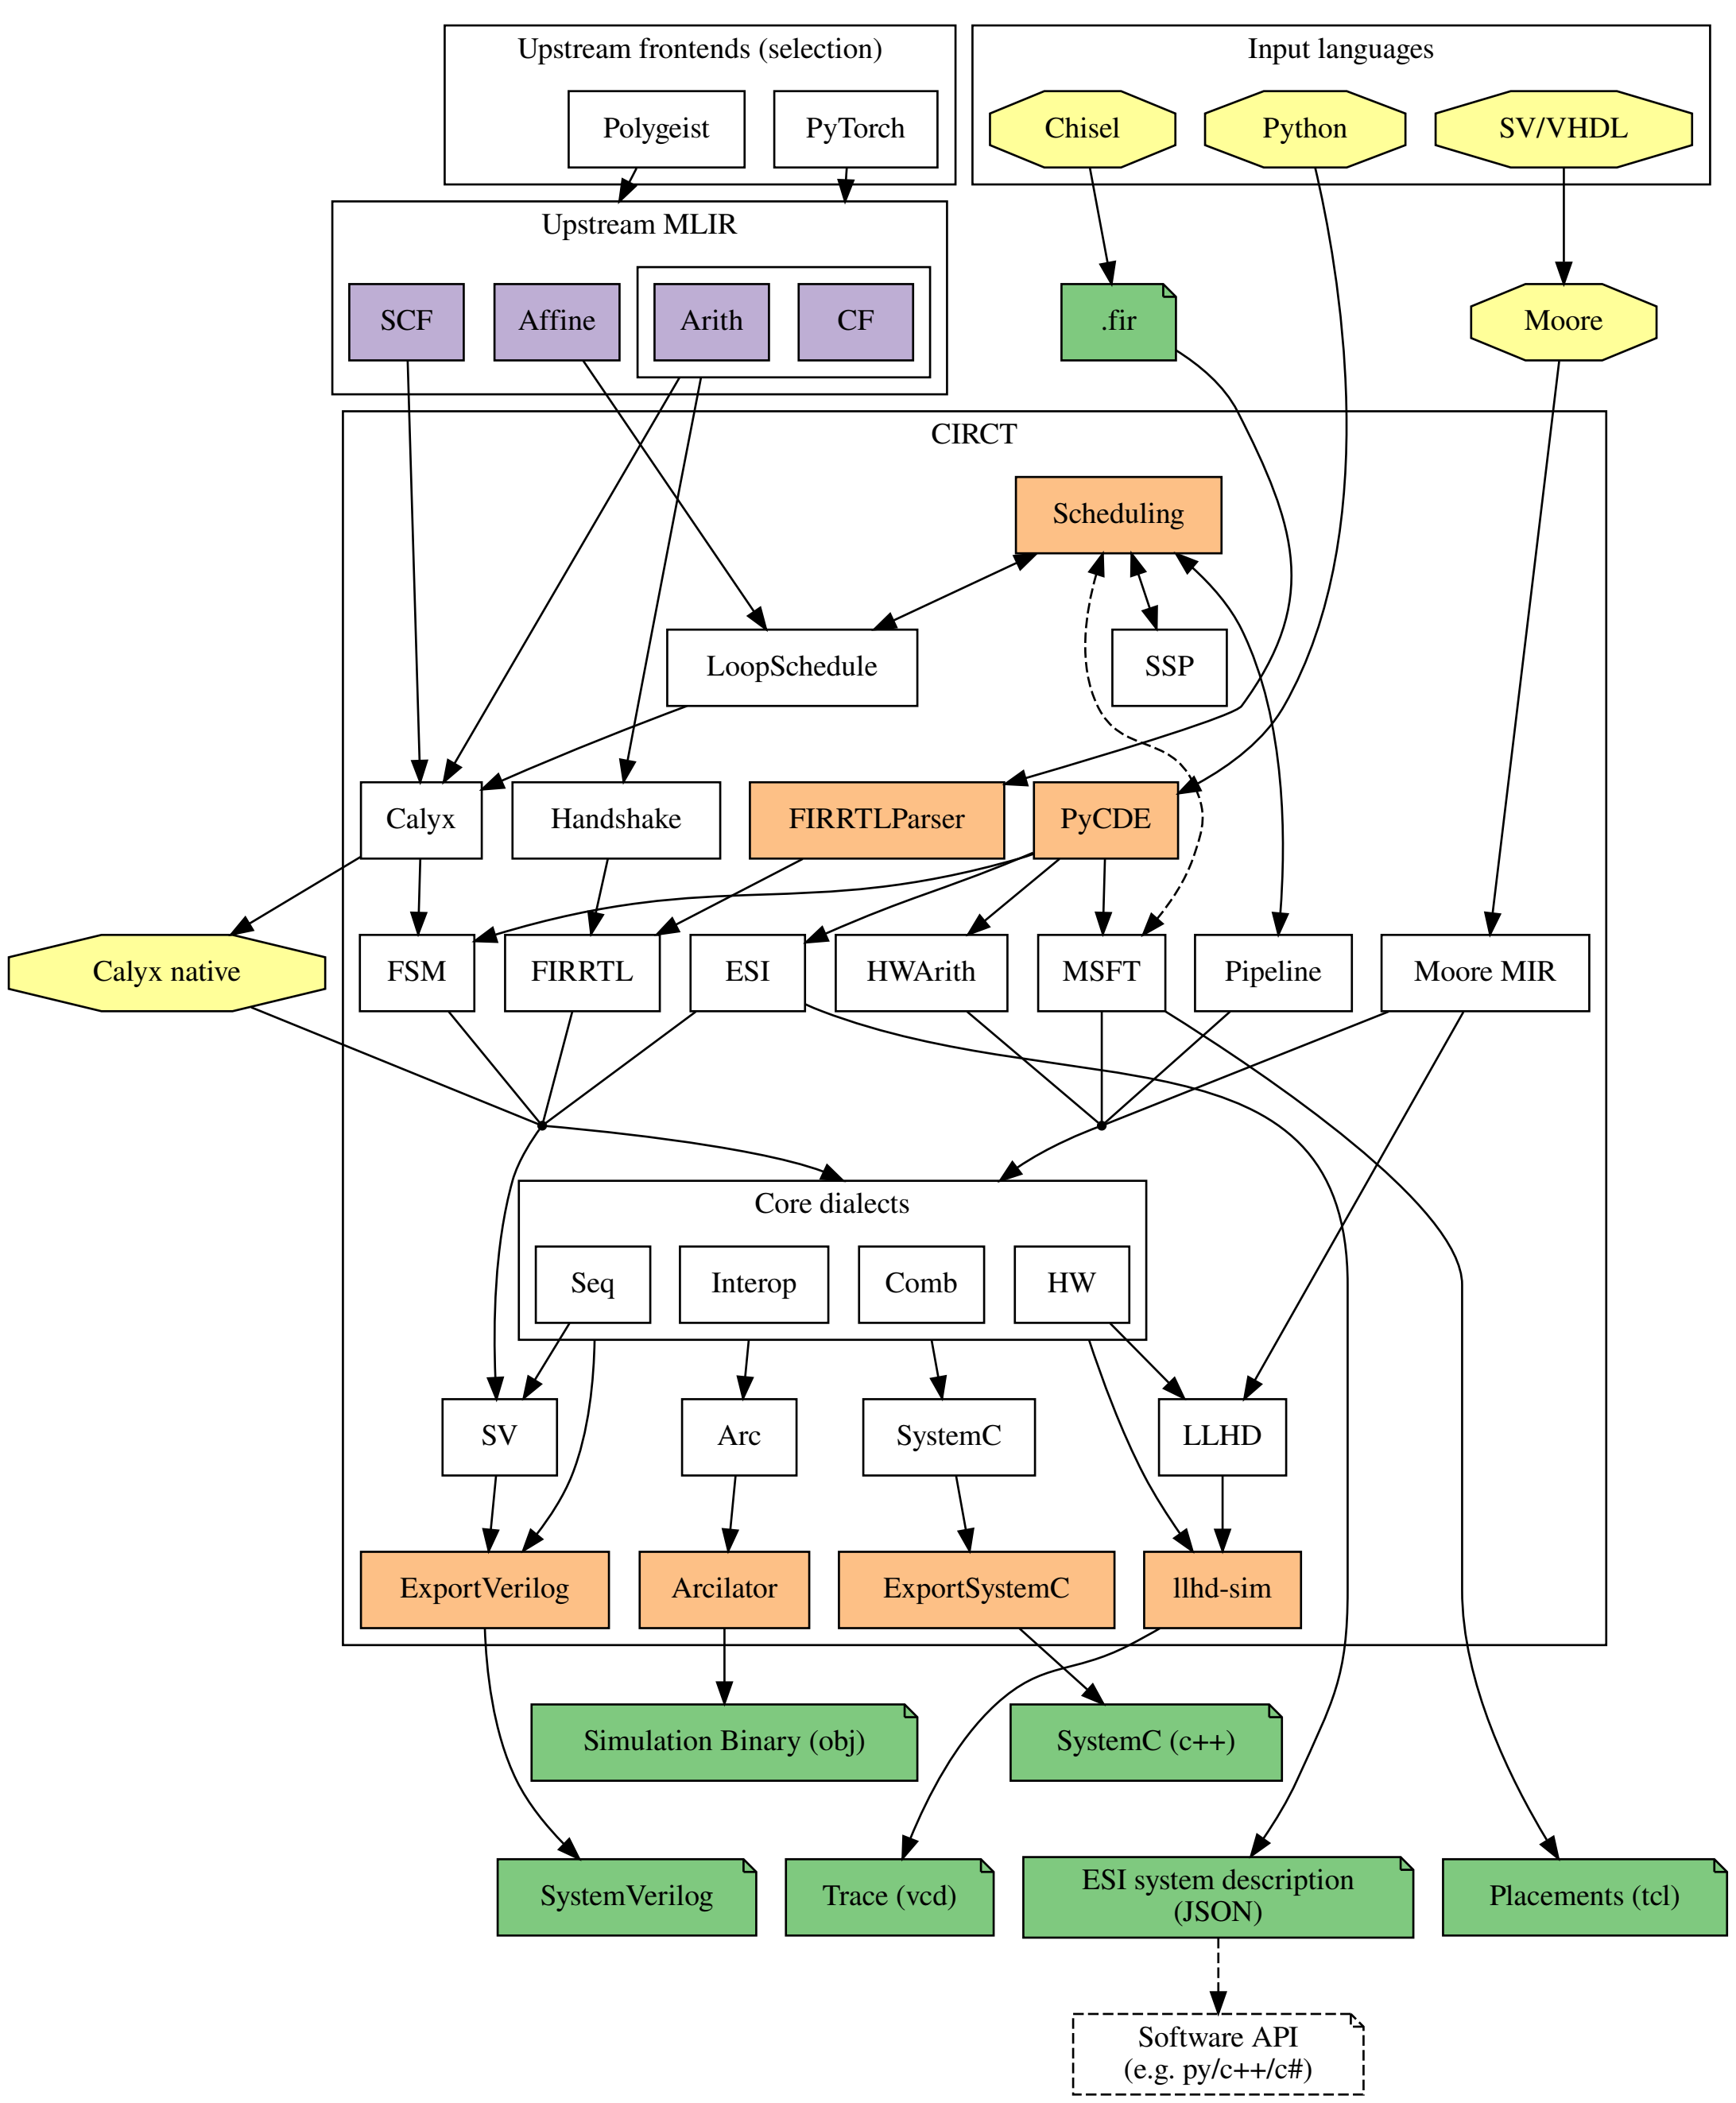 Upstream frontends (selection)
Input languages
Polygeist
PyTorch
Chisel
Python
SV/VHDL
Upstream MLIR
SCF
Affine
Arith
CF
.fir
Moore
CIRCT
Scheduling
LoopSchedule
SSP
Calyx
Handshake
FIRRTLParser
PyCDE
Calyx native
FSM
FIRRTL
ESI
HWArith
MSFT
Pipeline
Moore MIR
Core dialects
Seq
Interop
Comb
HW
SV
Arc
SystemC
LLHD
ExportVerilog
Arcilator
ExportSystemC
llhd-sim
Simulation Binary (obj)
SystemC (c++)
SystemVerilog
Trace (vcd)
ESI system description
(JSON)
Placements (tcl)
Software API
(e.g. py/c++/c#)